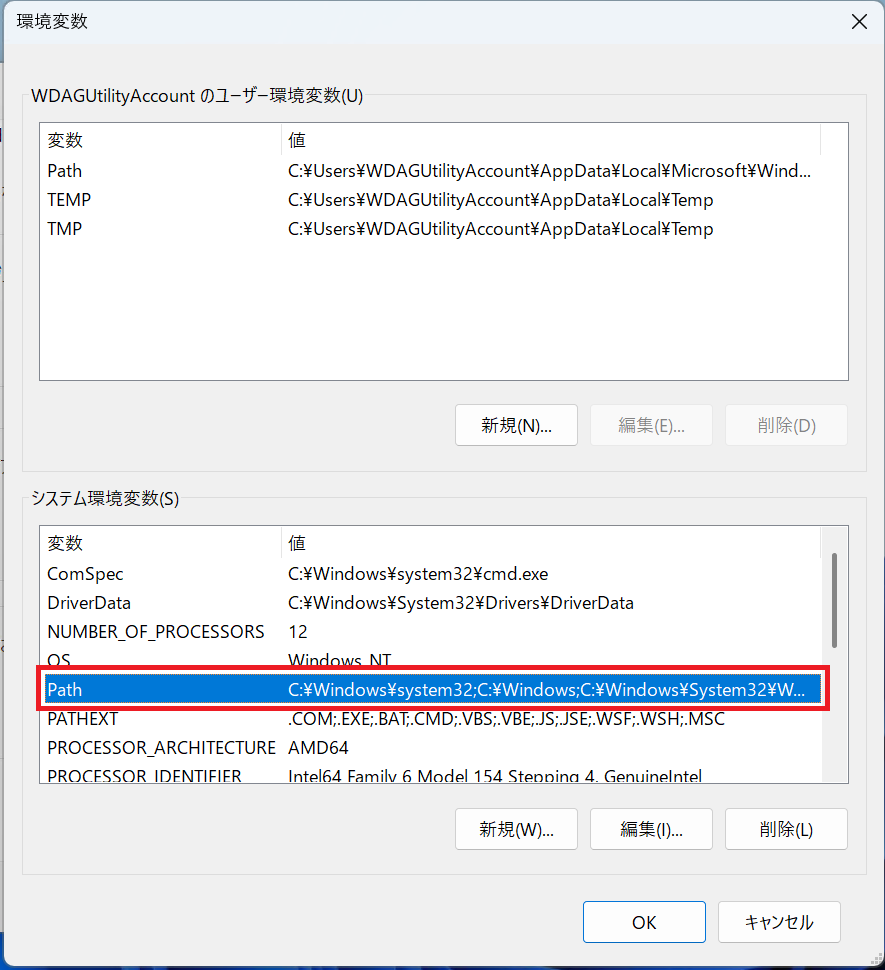 環境変数
WDAGUtilityAccount のユーザー環境変数(U)
変数 値
Path C:¥Users¥WDAGUtilityAccount¥AppData¥Local¥Microsoft¥Wind...
TEMP C:¥Users¥WDAGUtilityAccount¥AppData¥Local¥Temp
TMP C:¥Users¥WDAGUtilityAccount¥AppData¥Local¥Temp
新規(N)... 編集(E)... 削除(D)
システム環境変数(S)
変数 値
ComSpec C:¥Windows¥system32¥cmd.exe
DriverData C:¥Windows¥System32¥Drivers¥DriverData
NUMBER_OF_PROCESSORS 12
OS Windows_NT
Path C:¥Windows¥system32;C:¥Windows;C:¥Windows¥System32¥W...
PATHEXT .COM;.EXE;.BAT;.CMD;.VBS;.VBE;.JS;.JSE;.WSF;.WSH;.MSC
PROCESSOR_ARCHITECTURE AMD64
PROCESSOR_IDENTIFIER Intel64 Family 6 Model 154 Stepping 4, GenuineIntel
新規(W)... 編集(I)... 削除(L)
OK キャンセル